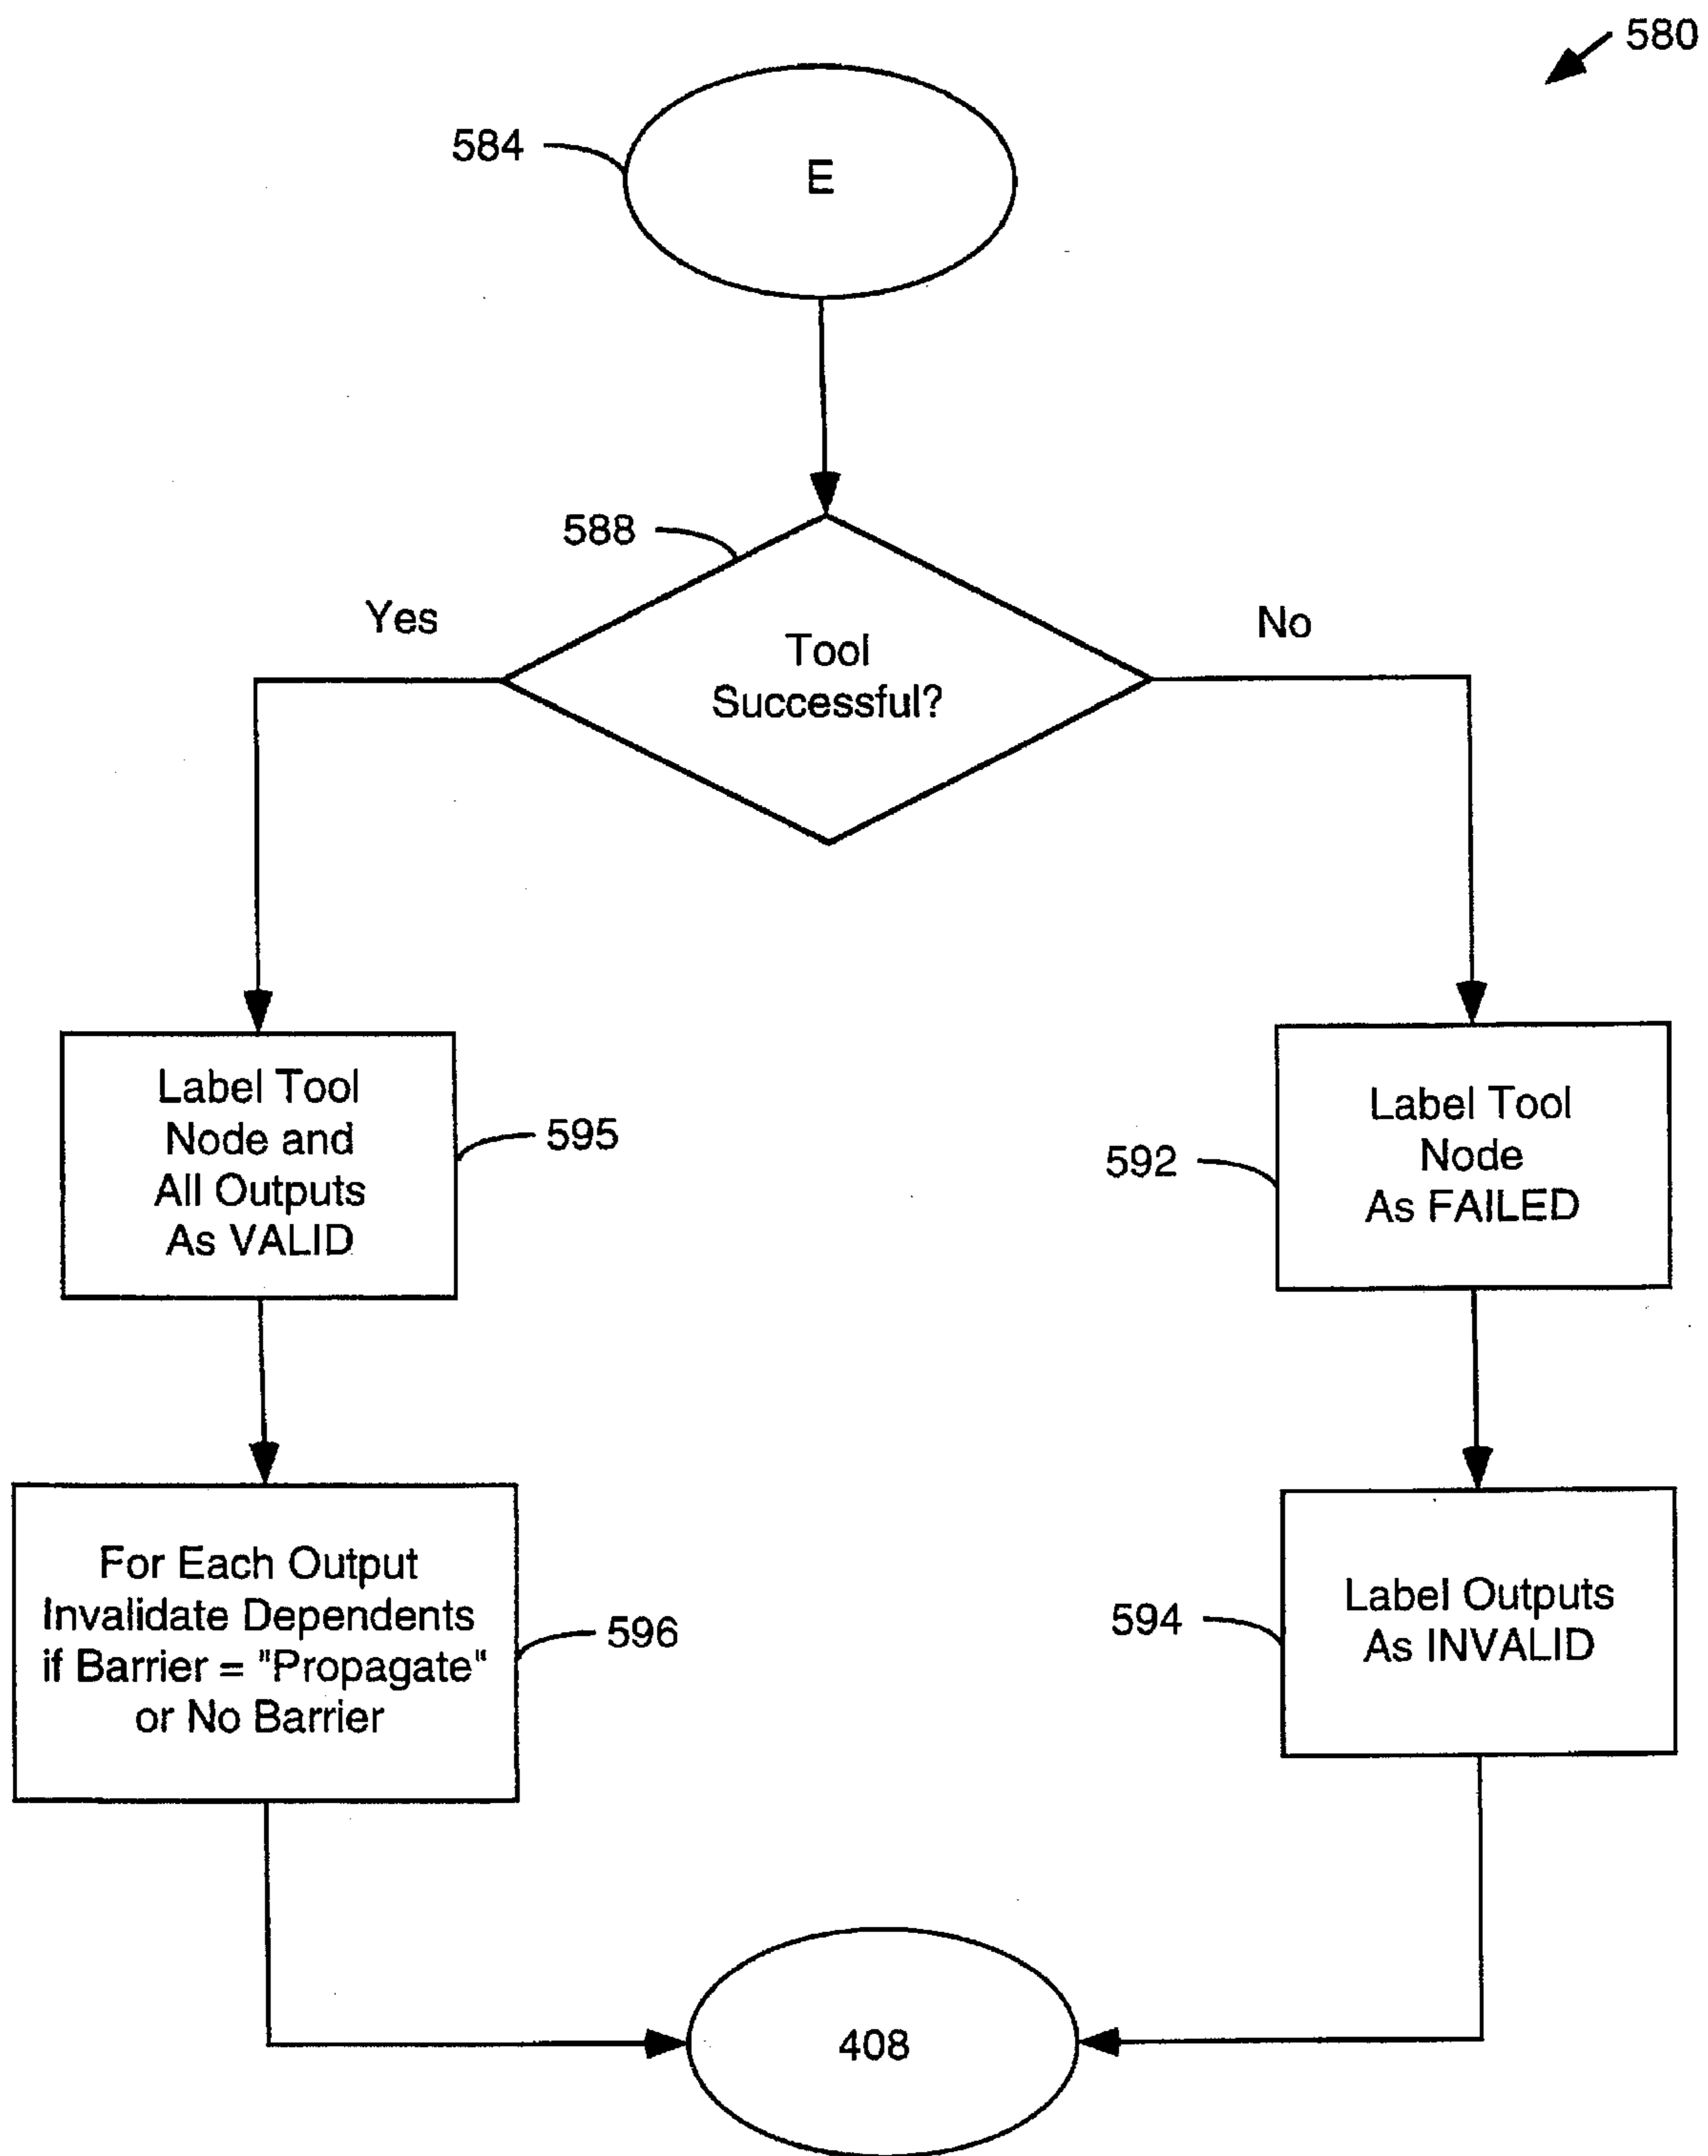 580
584
E
588
Yes
No
Tool
Successful?
Label Tool
Node and
All Outputs
As VALID
595
592
Label Tool
Node
As FAILED
For Each Output
Invalidate Dependents
if Barrier = "Propagate"
or No Barrier
596
594
Label Outputs
As INVALID
408